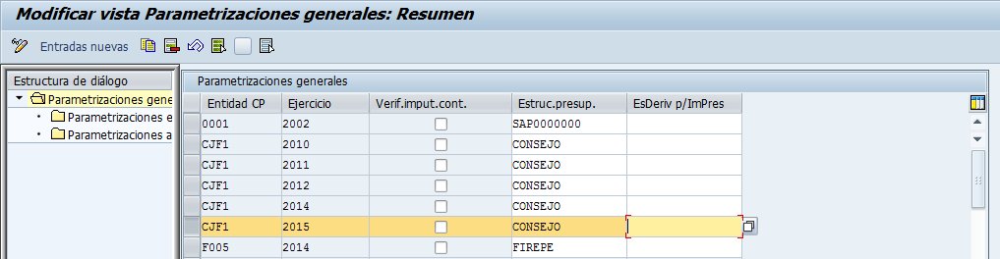 Modificar vista Parametrizaciones generales: Resumen
Entradas nuevas
Estructura de diálogo
Parametrizaciones gene
Parametrizaciones e
Parametrizaciones a
Parametrizaciones generales
Entidad CP Ejercicio Verif.imput.cont. Estruc.presup. EsDeriv p/ImPres
0001 2002 SAP0000000
CJF1 2010 CONSEJO
CJF1 2011 CONSEJO
CJF1 2012 CONSEJO
CJF1 2014 CONSEJO
CJF1 2015 CONSEJO
F005 2014 FIREPE